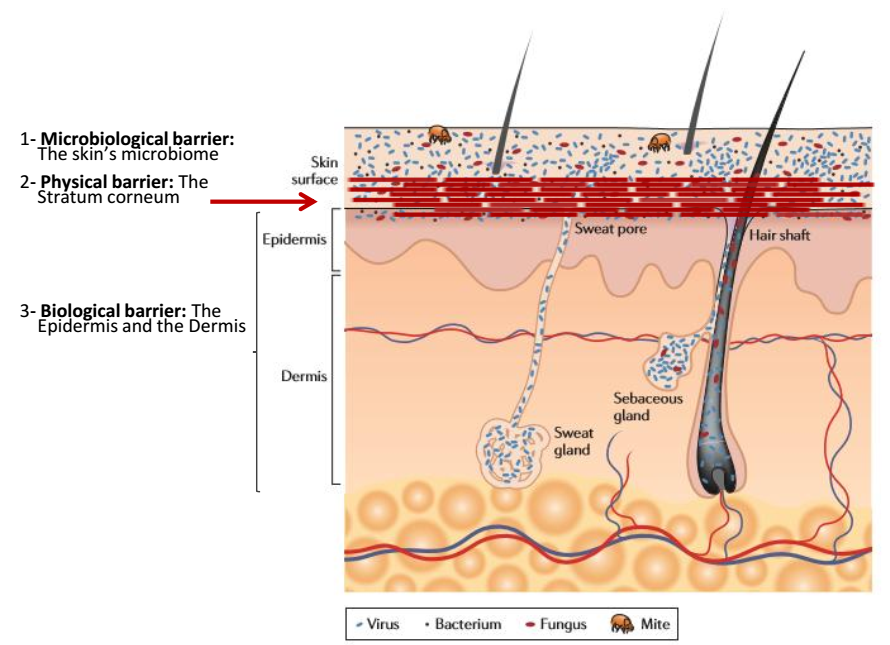 1- Microbiological barrier:
The skin's microbiome
2- Physical barrier: The
Stratum corneum
3- Biological barrier: The
Epidermis and the Dermis
Skin
surface
Epidermis
Dermis
Sweat pore
Hair shaft
Sebaceous
gland
Sweat
gland
Virus
Bacterium
Fungus
Mite